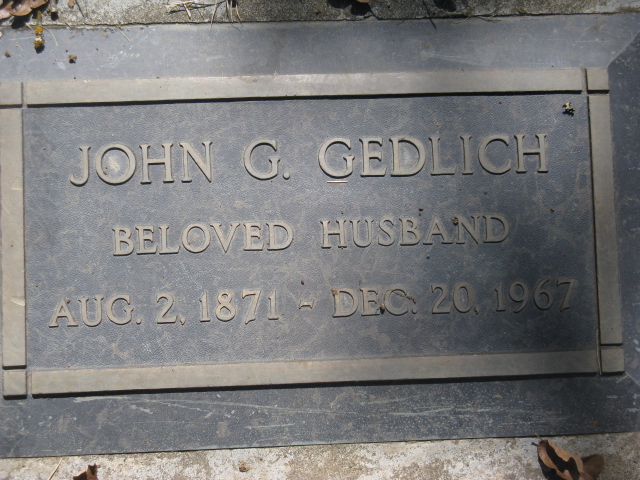 JOHN G. GEDLICH
BELOVED HUSBAND
AUG. 2, 1871 - DEC. 20, 1967